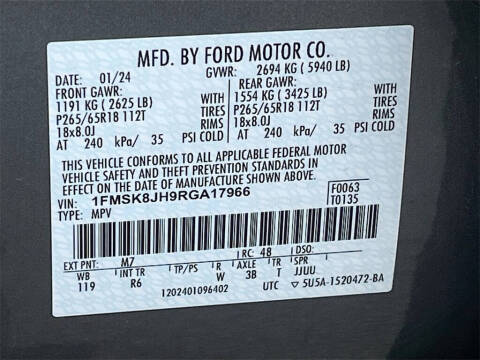 MFD. BY FORD MOTOR CO.
DATE: 01/24 GVWR: 2694 KG ( 5940 LB)
FRONT GAWR: REAR GAWR:
1191 KG ( 2625 LB) WITH 1554 KG ( 3425 LB) WITH
P265/65R18 112T TIRES P265/65R18 112T TIRES
18x8.0J RIMS 18x8.0J RIMS
AT 240 kPa/ 35 PSI COLD AT 240 kPa/ 35 PSI COLD
THIS VEHICLE CONFORMS TO ALL APPLICABLE FEDERAL MOTOR
VEHICLE SAFETY AND THEFT PREVENTION STANDARDS IN
EFFECT ON THE DATE OF MANUFACTURE SHOWN ABOVE.
VIN: 1FMSK8JH9RGA17966 F0063
TYPE: MPV T0135
EXT PNT: M7 RC: 48 DSO:
WB INT TR TP/PS R AXLE TR SPR
119 R6 W 3B T JJUU
1202401096402 UTC 5U5A-1520472-BA